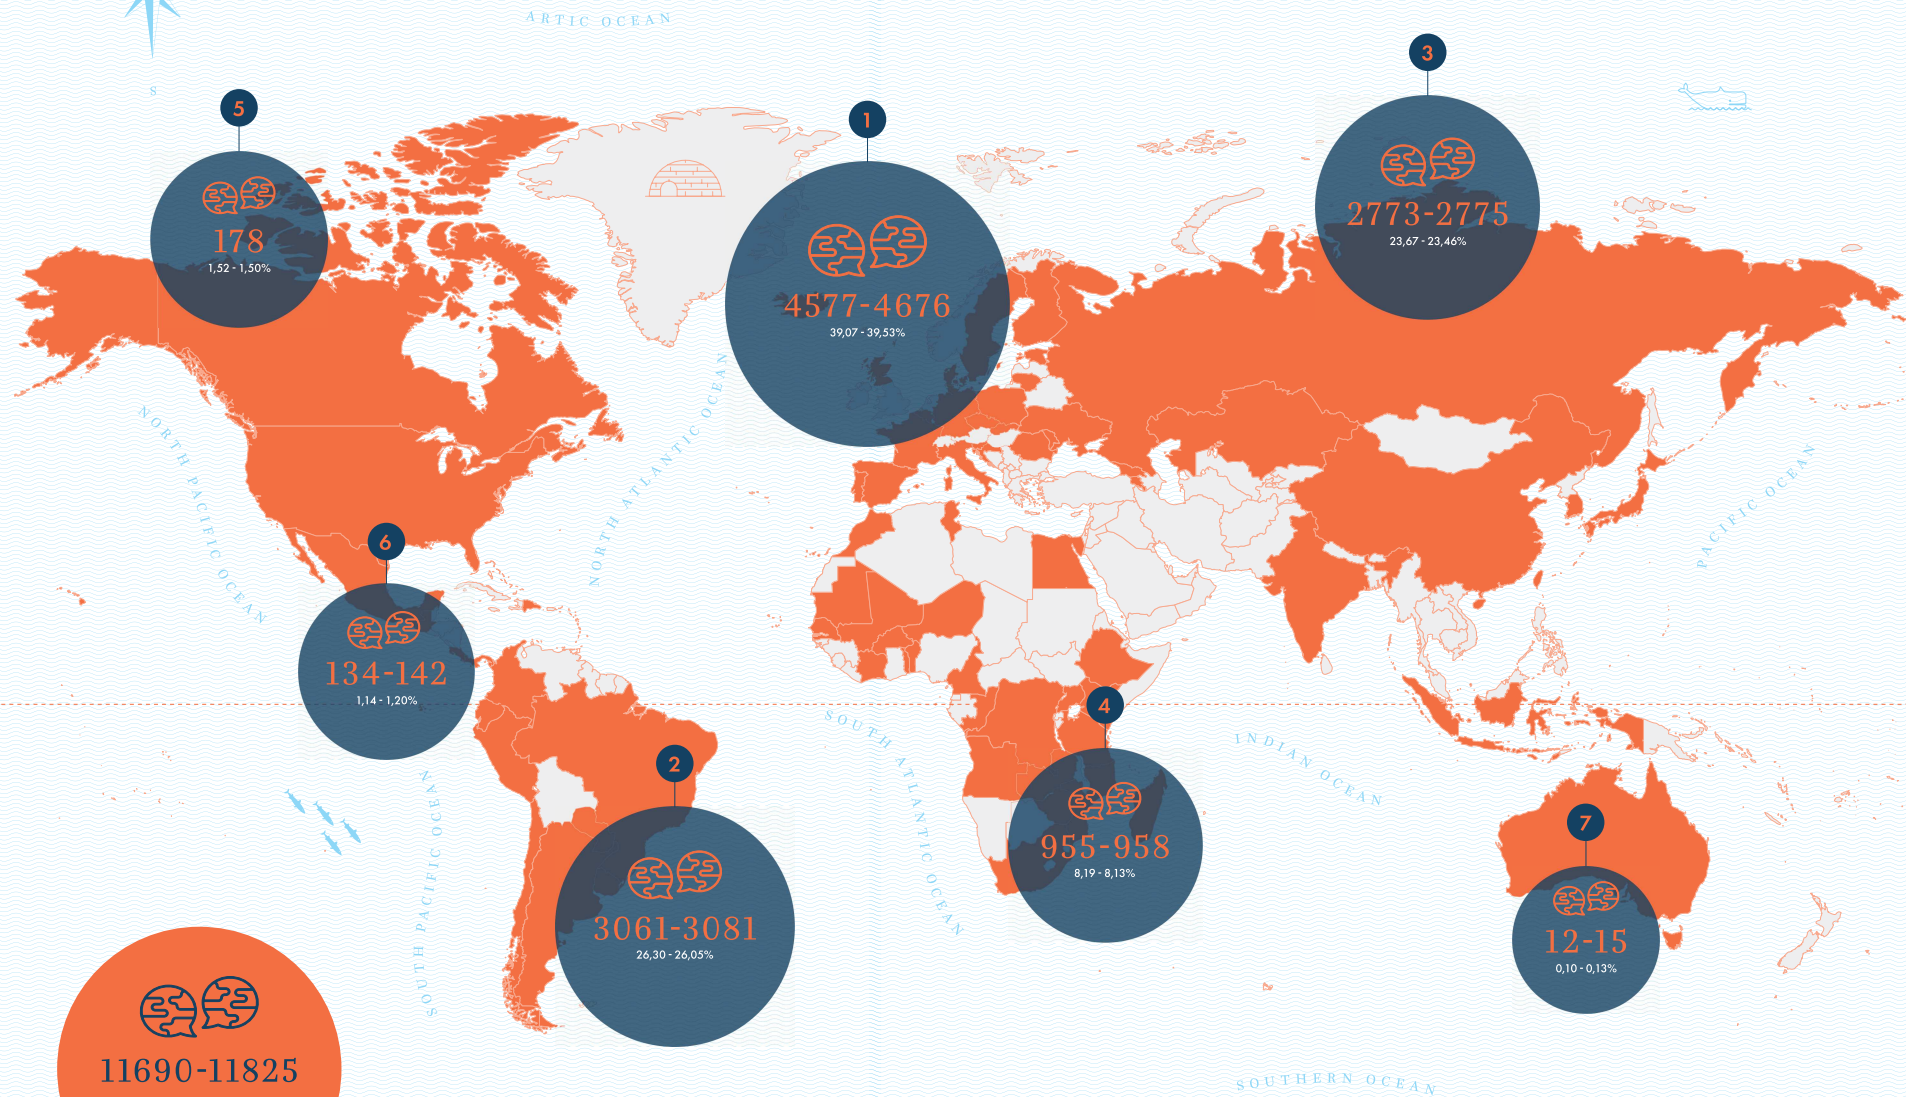 ARTIC OCEAN
S
3
5
1
178
1,52 - 1,50%
2773-2775
23,67 - 23,46%
4577-4676
39,07 - 39,53%
NORTH PACIFIC OCEAN
NORTH ATLANTIC OCEAN
PACIFIC OCEAN
6
134-142
1,14 - 1,20%
4
SOUTH ATLANTIC OCEAN
INDIAN OCEAN
2
SOUTH PACIFIC OCEAN
955-958
8,19 - 8,13%
7
3061-3081
26,30 - 26,05%
12-15
0,10 - 0,13%
11690-11825
SOUTHERN OCEAN